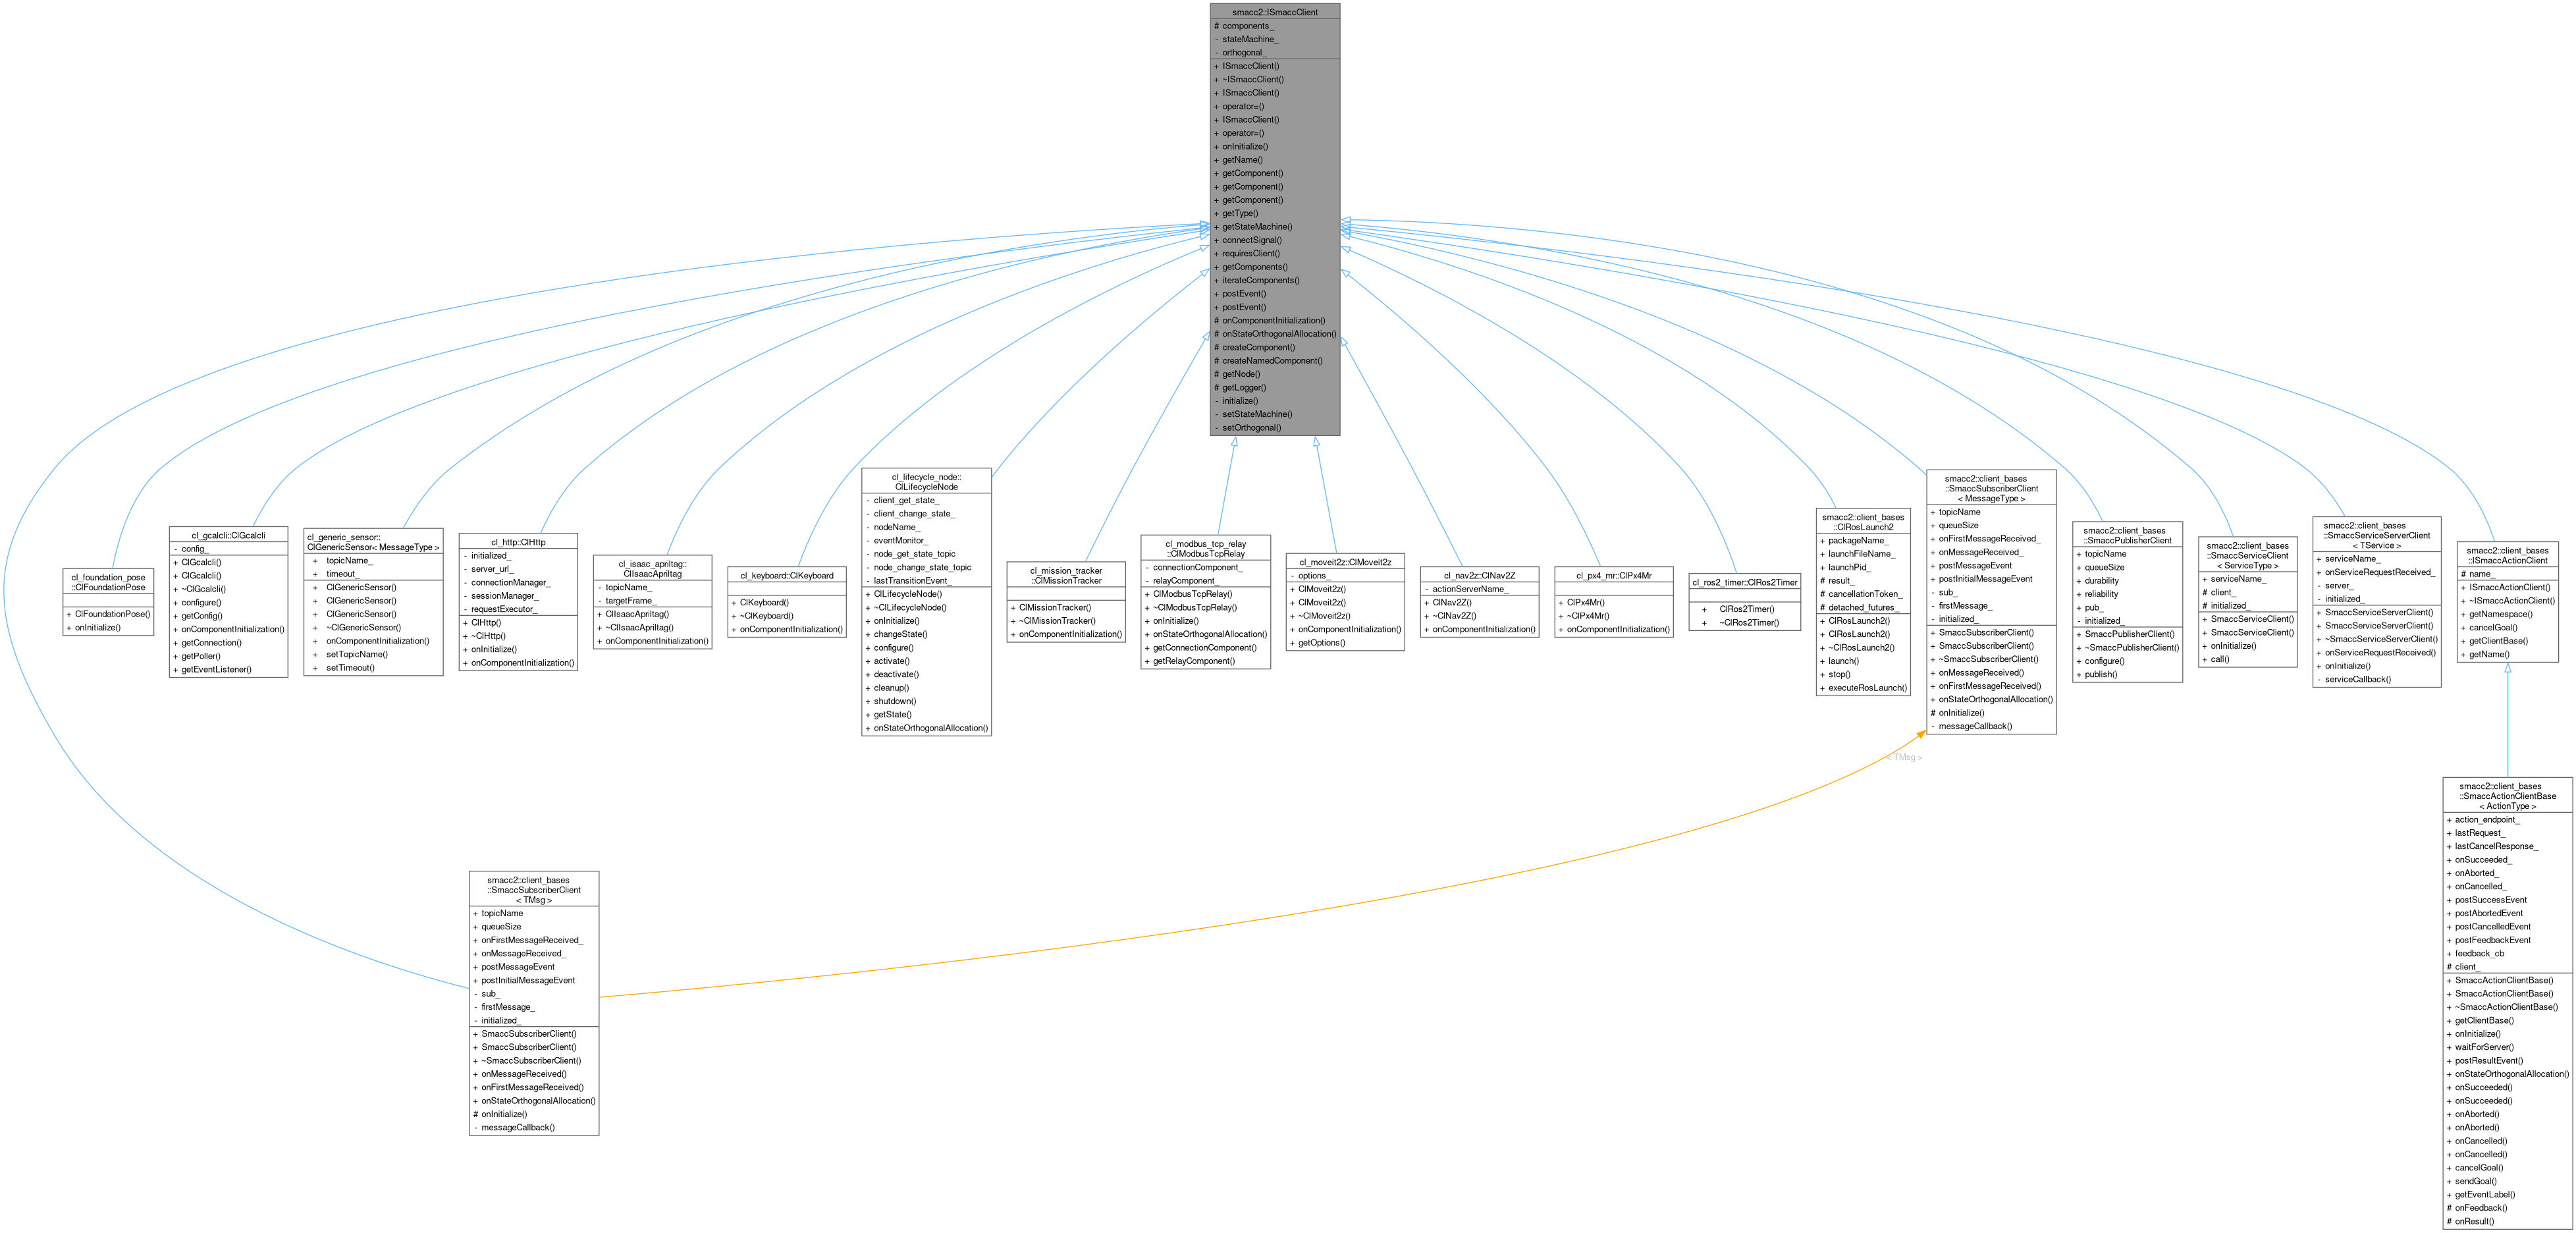 smacc2::ISmaccClient
# components_
- stateMachine_
- orthogonal_
+ ISmaccClient()
+ ~ISmaccClient()
+ ISmaccClient()
+ operator=()
+ ISmaccClient()
+ operator=()
+ onInitialize()
+ getName()
+ getComponent()
+ getComponent()
+ getComponent()
+ getType()
+ getStateMachine()
+ connectSignal()
+ requiresClient()
+ getComponents()
+ iterateComponents()
+ postEvent()
+ postEvent()
# onComponentInitialization()
# onStateOrthogonalAllocation()
# createComponent()
# createNamedComponent()
# getNode()
# getLogger()
- initialize()
- setStateMachine()
- setOrthogonal()
cl_foundation_pose
::ClFoundationPose
+ ClFoundationPose()
+ onInitialize()
cl_gcalcli::ClGcalcli
- config_
+ ClGcalcli()
+ ClGcalcli()
+ ~ClGcalcli()
+ configure()
+ getConfig()
+ onComponentInitialization()
+ getConnection()
+ getPoller()
+ getEventListener()
cl_generic_sensor::
ClGenericSensor< MessageType >
+ topicName_
+ timeout_
+ ClGenericSensor()
+ ClGenericSensor()
+ ClGenericSensor()
+ ~ClGenericSensor()
+ onComponentInitialization()
+ setTopicName()
+ setTimeout()
cl_http::ClHttp
- initialized_
- server_url_
- connectionManager_
- sessionManager_
- requestExecutor_
+ ClHttp()
+ ~ClHttp()
+ onInitialize()
+ onComponentInitialization()
cl_isaac_apriltag::
ClIsaacApriltag
- topicName_
- targetFrame_
+ ClIsaacApriltag()
+ ~ClIsaacApriltag()
+ onComponentInitialization()
cl_keyboard::ClKeyboard
+ ClKeyboard()
+ ~ClKeyboard()
+ onComponentInitialization()
cl_lifecycle_node::
ClLifecycleNode
- client_get_state_
- client_change_state_
- nodeName_
- eventMonitor_
- node_get_state_topic
- node_change_state_topic
- lastTransitionEvent_
+ ClLifecycleNode()
+ ~ClLifecycleNode()
+ onInitialize()
+ changeState()
+ configure()
+ activate()
+ deactivate()
+ cleanup()
+ shutdown()
+ getState()
+ onStateOrthogonalAllocation()
cl_mission_tracker
::ClMissionTracker
+ ClMissionTracker()
+ ~ClMissionTracker()
+ onComponentInitialization()
cl_modbus_tcp_relay
::ClModbusTcpRelay
- connectionComponent_
- relayComponent_
+ ClModbusTcpRelay()
+ ~ClModbusTcpRelay()
+ onInitialize()
+ onStateOrthogonalAllocation()
+ getConnectionComponent()
+ getRelayComponent()
cl_moveit2z::ClMoveit2z
- options_
+ ClMoveit2z()
+ ClMoveit2z()
+ ~ClMoveit2z()
+ onComponentInitialization()
+ getOptions()
cl_nav2z::ClNav2Z
- actionServerName_
+ ClNav2Z()
+ ~ClNav2Z()
+ onComponentInitialization()
cl_px4_mr::ClPx4Mr
+ ClPx4Mr()
+ ~ClPx4Mr()
+ onComponentInitialization()
cl_ros2_timer::ClRos2Timer
+ ClRos2Timer()
+ ~ClRos2Timer()
smacc2::client_bases
::ClRosLaunch2
+ packageName_
+ launchFileName_
+ launchPid_
# result_
# cancellationToken_
# detached_futures_
+ ClRosLaunch2()
+ ClRosLaunch2()
+ ~ClRosLaunch2()
+ launch()
+ stop()
+ executeRosLaunch()
smacc2::client_bases
::SmaccSubscriberClient
< MessageType >
+ topicName
+ queueSize
+ onFirstMessageReceived_
+ onMessageReceived_
+ postMessageEvent
+ postInitialMessageEvent
- sub_
- firstMessage_
- initialized_
+ SmaccSubscriberClient()
+ SmaccSubscriberClient()
+ ~SmaccSubscriberClient()
+ onMessageReceived()
+ onFirstMessageReceived()
+ onStateOrthogonalAllocation()
# onInitialize()
- messageCallback()
smacc2::client_bases
::SmaccPublisherClient
+ topicName
+ queueSize
+ durability
+ reliability
+ pub_
- initialized_
+ SmaccPublisherClient()
+ ~SmaccPublisherClient()
+ configure()
+ publish()
smacc2::client_bases
::SmaccServiceClient
< ServiceType >
+ serviceName_
# client_
# initialized_
+ SmaccServiceClient()
+ SmaccServiceClient()
+ onInitialize()
+ call()
smacc2::client_bases
::SmaccServiceServerClient
< TService >
+ serviceName_
+ onServiceRequestReceived_
- server_
- initialized_
+ SmaccServiceServerClient()
+ SmaccServiceServerClient()
+ ~SmaccServiceServerClient()
+ onServiceRequestReceived()
+ onInitialize()
- serviceCallback()
smacc2::client_bases
::ISmaccActionClient
# name_
+ ISmaccActionClient()
+ ~ISmaccActionClient()
+ getNamespace()
+ cancelGoal()
+ getClientBase()
+ getName()
< TMsg >
smacc2::client_bases
::SmaccSubscriberClient
< TMsg >
+ topicName
+ queueSize
+ onFirstMessageReceived_
+ onMessageReceived_
+ postMessageEvent
+ postInitialMessageEvent
- sub_
- firstMessage_
- initialized_
+ SmaccSubscriberClient()
+ SmaccSubscriberClient()
+ ~SmaccSubscriberClient()
+ onMessageReceived()
+ onFirstMessageReceived()
+ onStateOrthogonalAllocation()
# onInitialize()
- messageCallback()
smacc2::client_bases
::SmaccActionClientBase
< ActionType >
+ action_endpoint_
+ lastRequest_
+ lastCancelResponse_
+ onSucceeded_
+ onAborted_
+ onCancelled_
+ postSuccessEvent
+ postAbortedEvent
+ postCancelledEvent
+ postFeedbackEvent
+ feedback_cb
# client_
+ SmaccActionClientBase()
+ SmaccActionClientBase()
+ ~SmaccActionClientBase()
+ getClientBase()
+ onInitialize()
+ waitForServer()
+ postResultEvent()
+ onStateOrthogonalAllocation()
+ onSucceeded()
+ onSucceeded()
+ onAborted()
+ onAborted()
+ onCancelled()
+ onCancelled()
+ cancelGoal()
+ sendGoal()
+ getEventLabel()
# onFeedback()
# onResult()